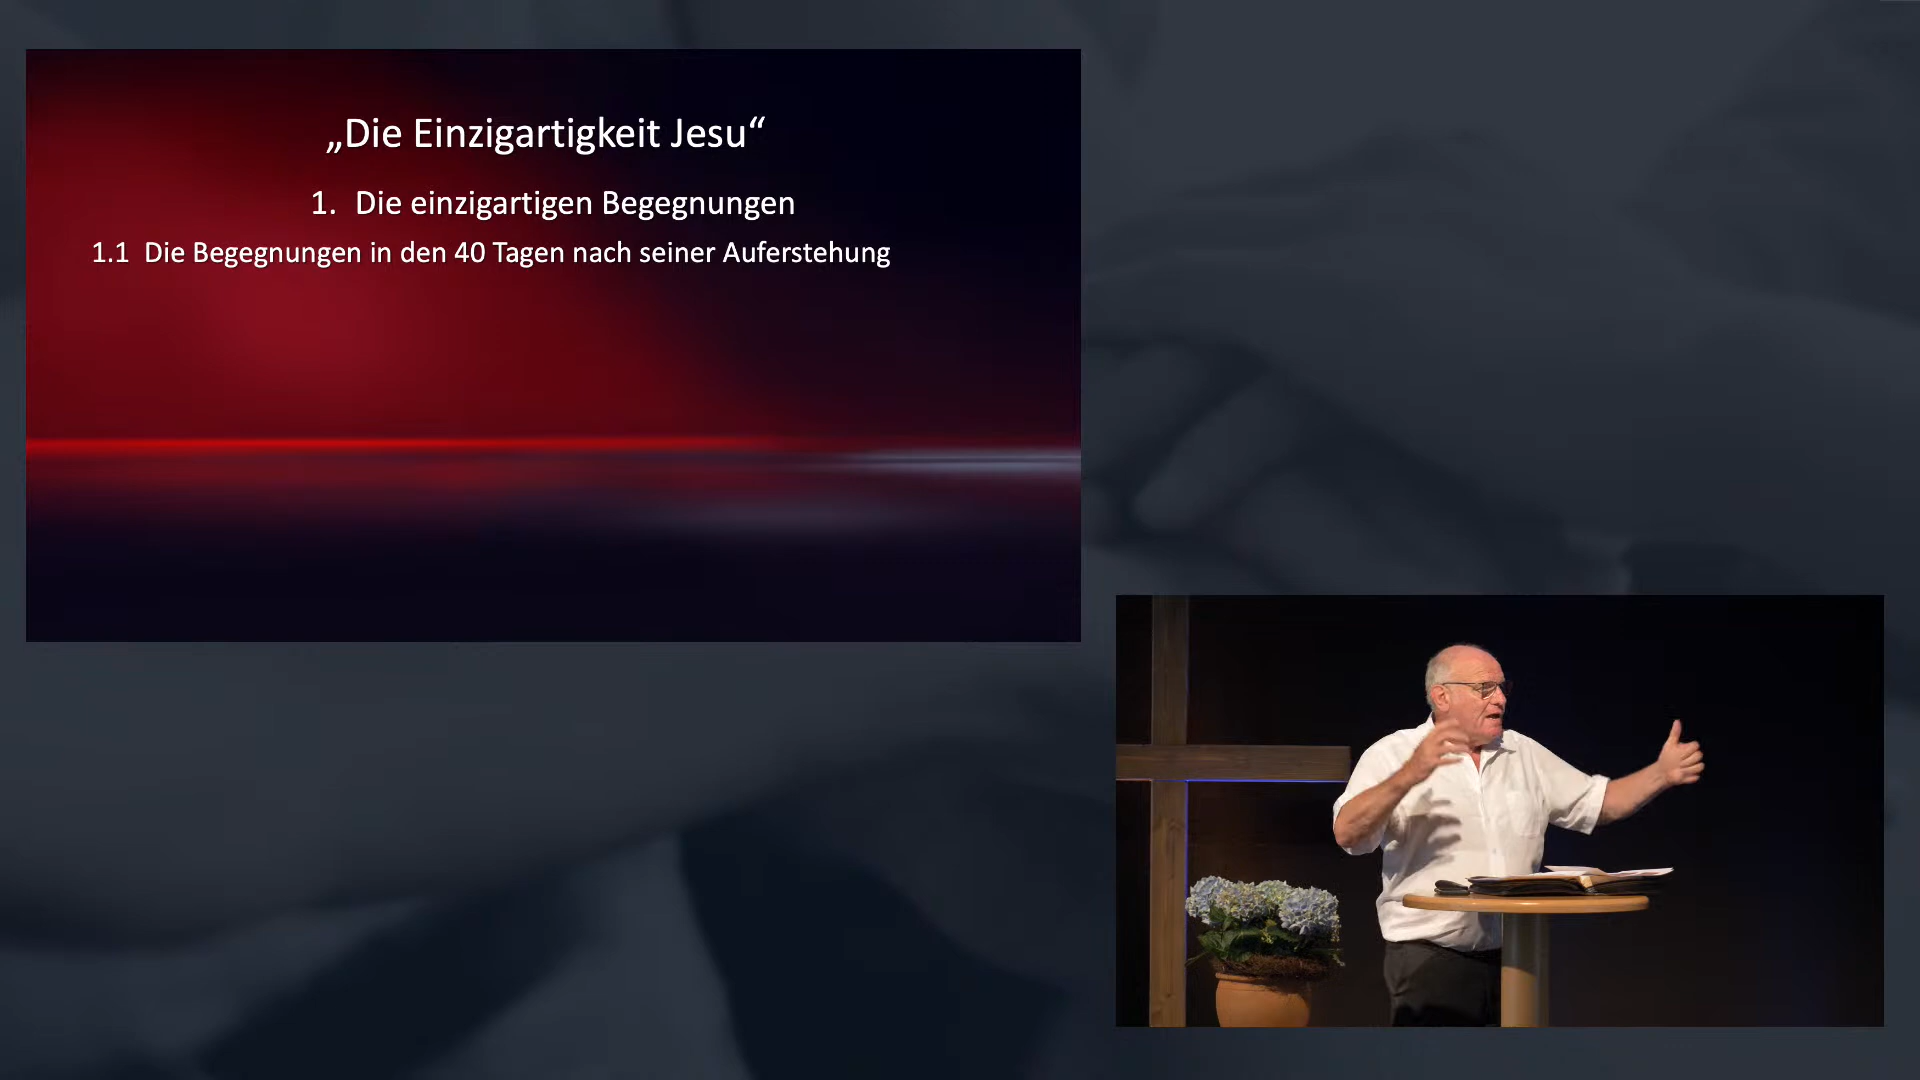 „Die Einzigartigkeit Jesu“
1. Die einzigartigen Begegnungen
1.1 Die Begegnungen in den 40 Tagen nach seiner Auferstehung